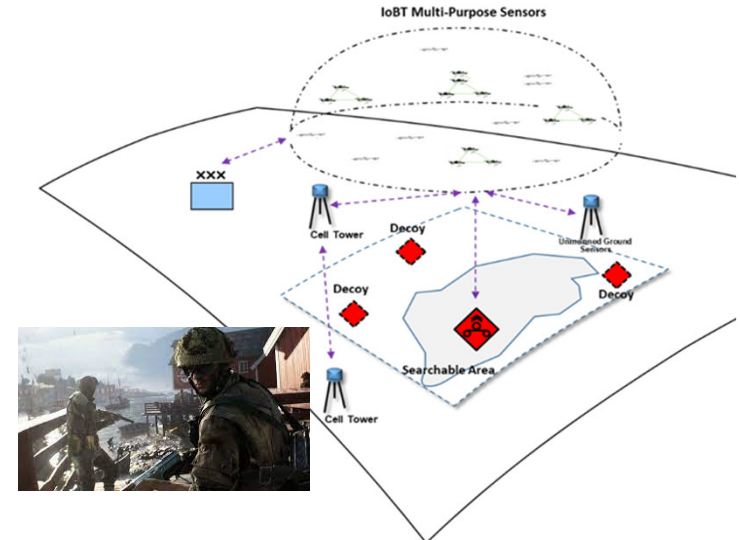 IoBT Multi-Purpose Sensors
XXX
Cell Tower
Decoy
Unmanned Ground
Sensors
Decoy
Decoy
Searchable Area
Cell Tower